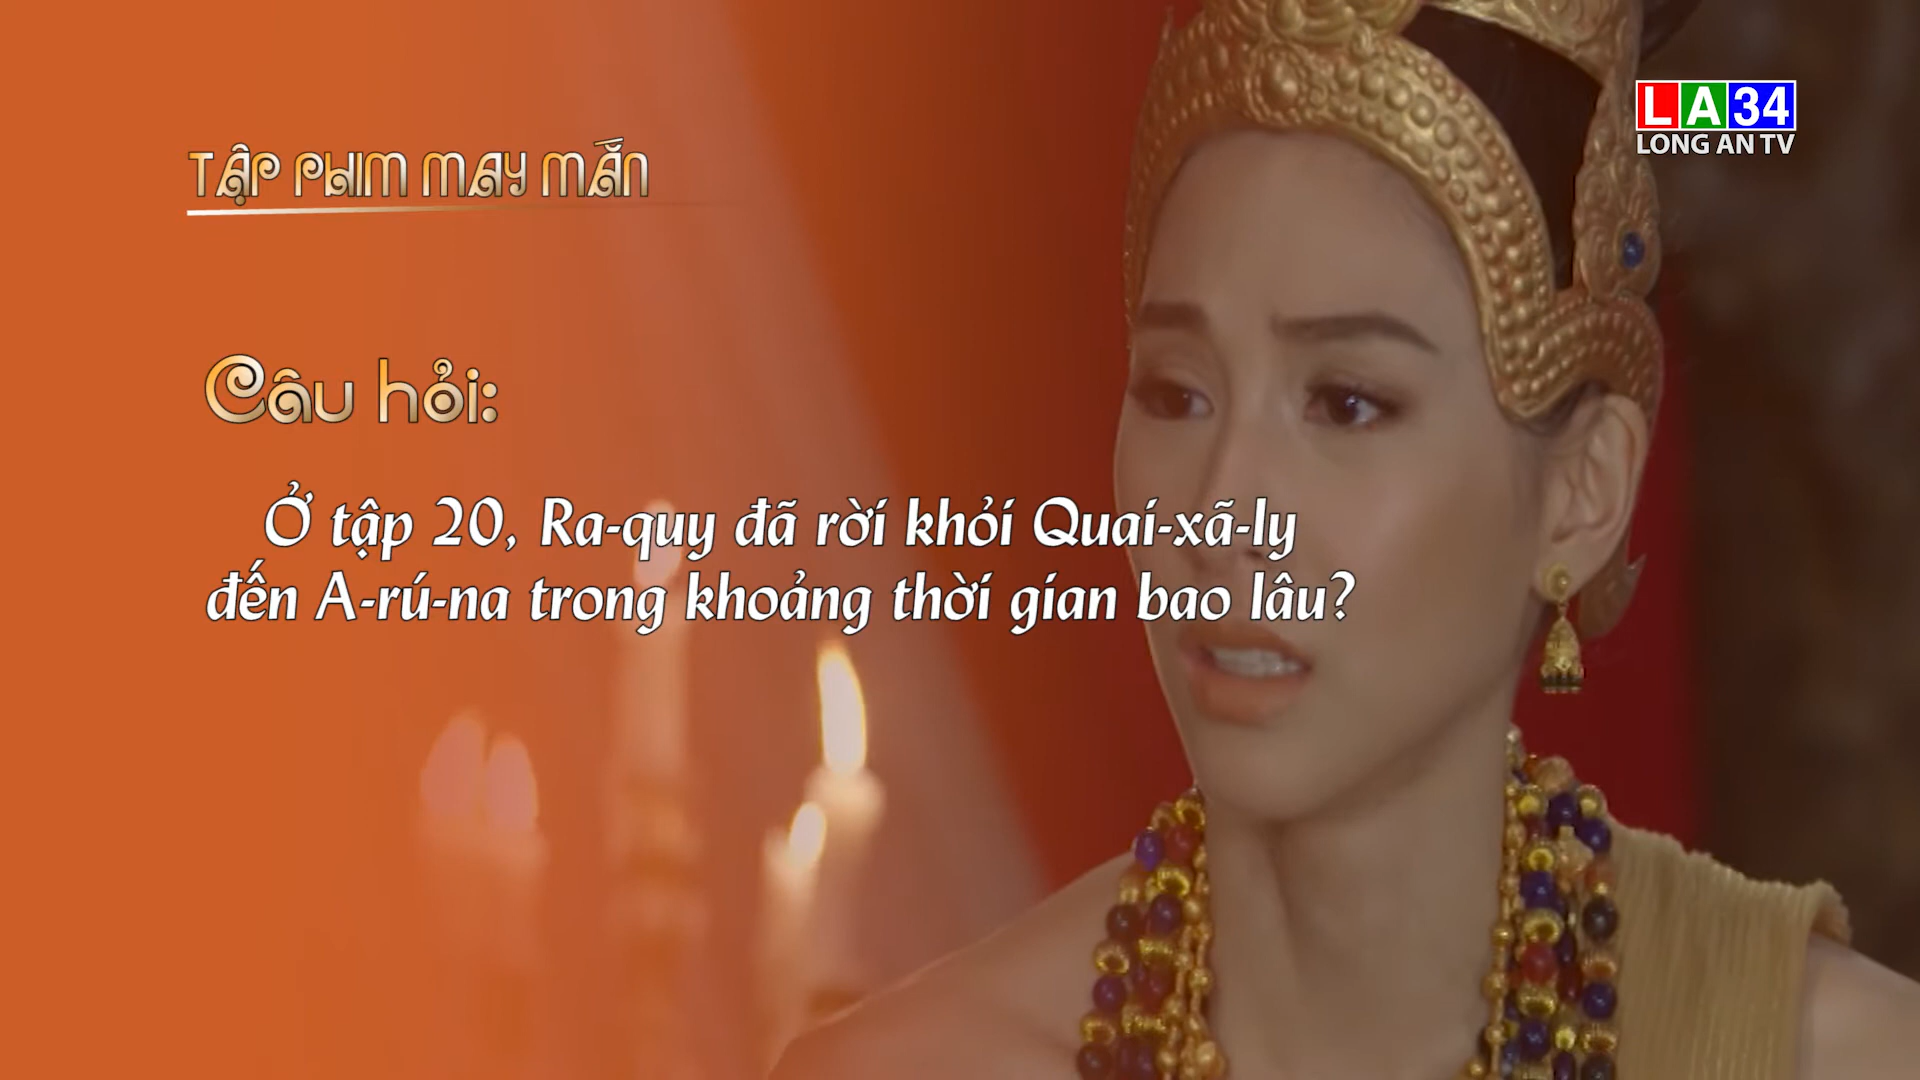 LA34
LONG AN TV
TẬP PHIM MAY MẮN
Câu hỏi:
Ở tập 20, Ra-quy đã rời khỏi Quai-xã-ly
đến A-rú-na trong khoảng thời gian bao lâu?